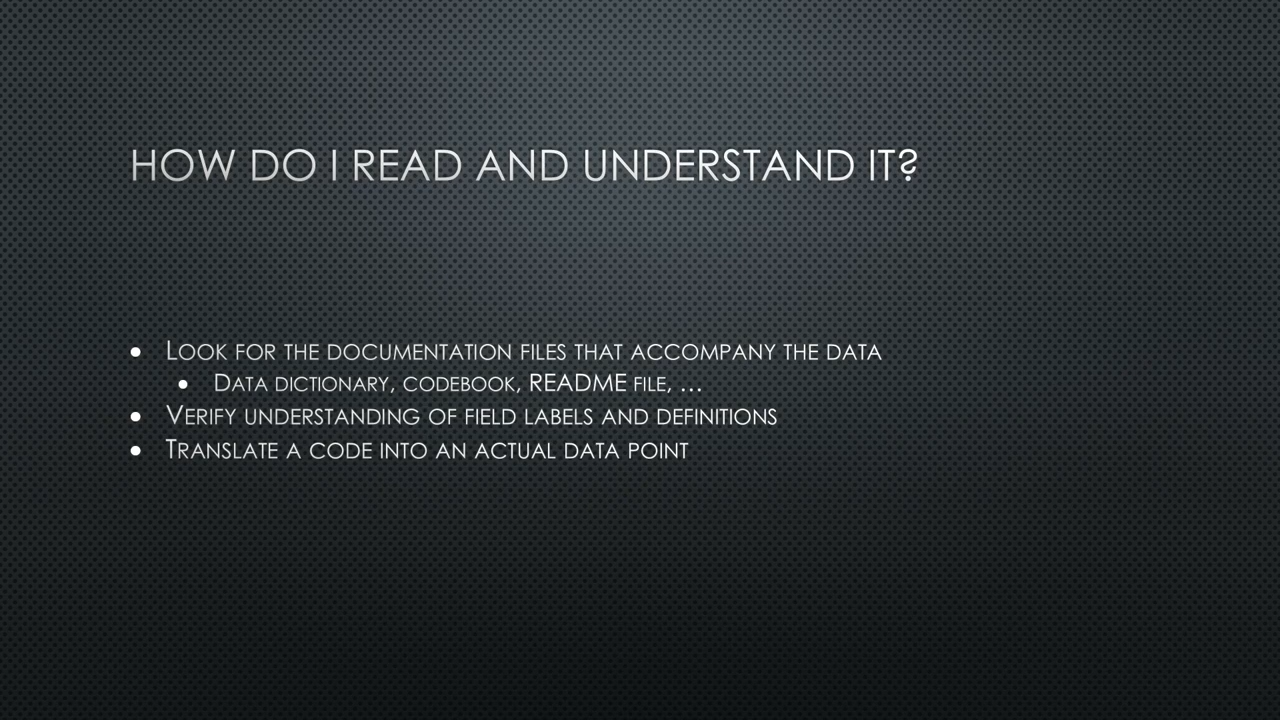 HOW DO I READ AND UNDERSTAND IT?
• LOOK FOR THE DOCUMENTATION FILES THAT ACCOMPANY THE DATA
• DATA DICTIONARY, CODEBOOK, README FILE, ...
• VERIFY UNDERSTANDING OF FIELD LABELS AND DEFINITIONS
• TRANSLATE A CODE INTO AN ACTUAL DATA POINT